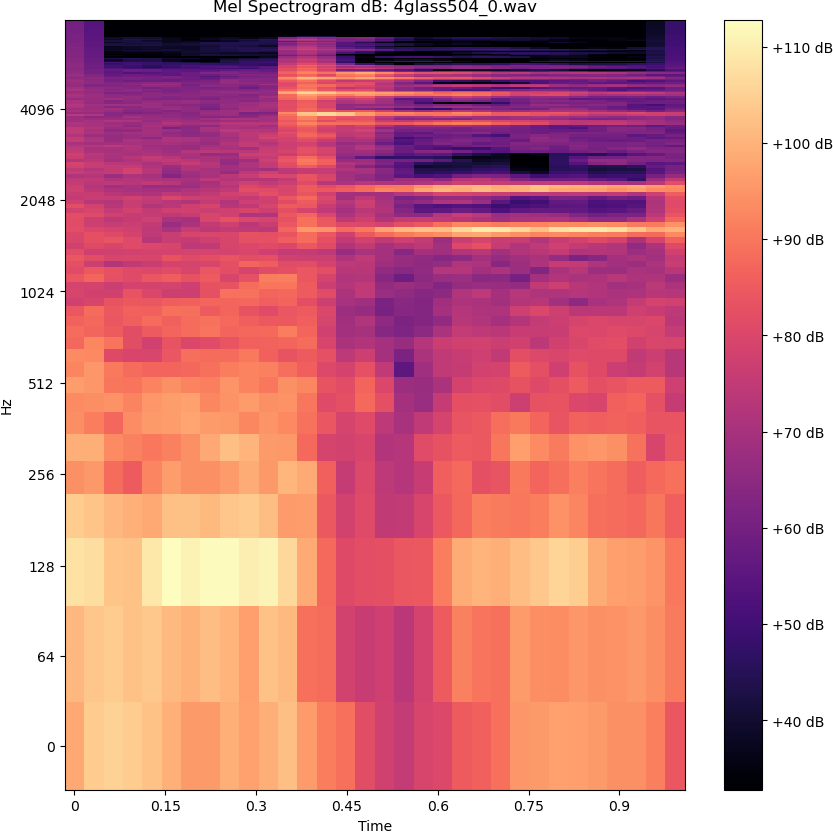 Mel Spectrogram dB: 4glass504_0.wav
+110 dB
4096
+100 dB
2048
+90 dB
1024
+80 dB
512
Hz
+70 dB
256
+60 dB
128
+50 dB
64
+40 dB
0
0 0.15 0.3 0.45 0.6 0.75 0.9
Time